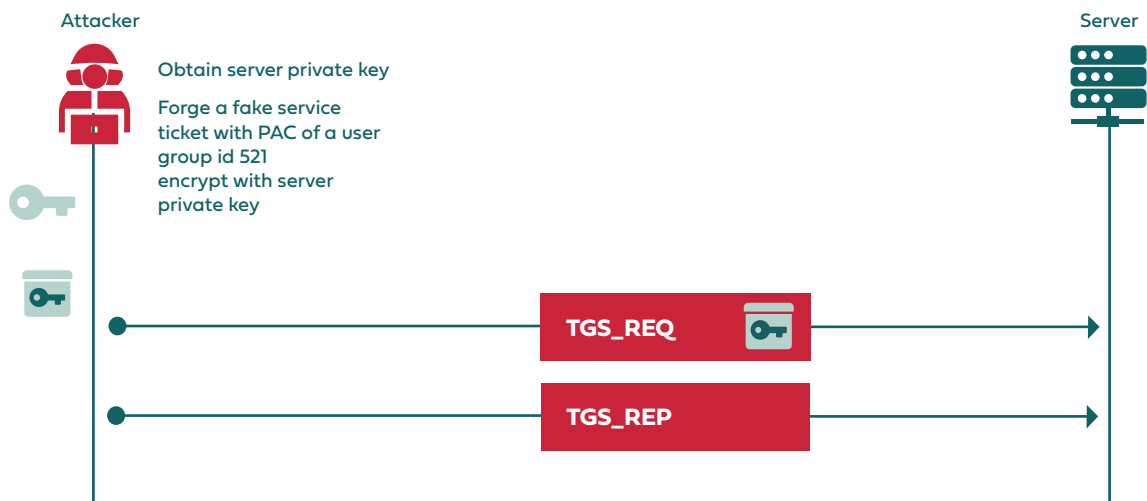 Attacker
Server
Obtain server private key
Forge a fake service
ticket with PAC of a user
group id 521
encrypt with server
private key
TGS_REQ
TGS_REP